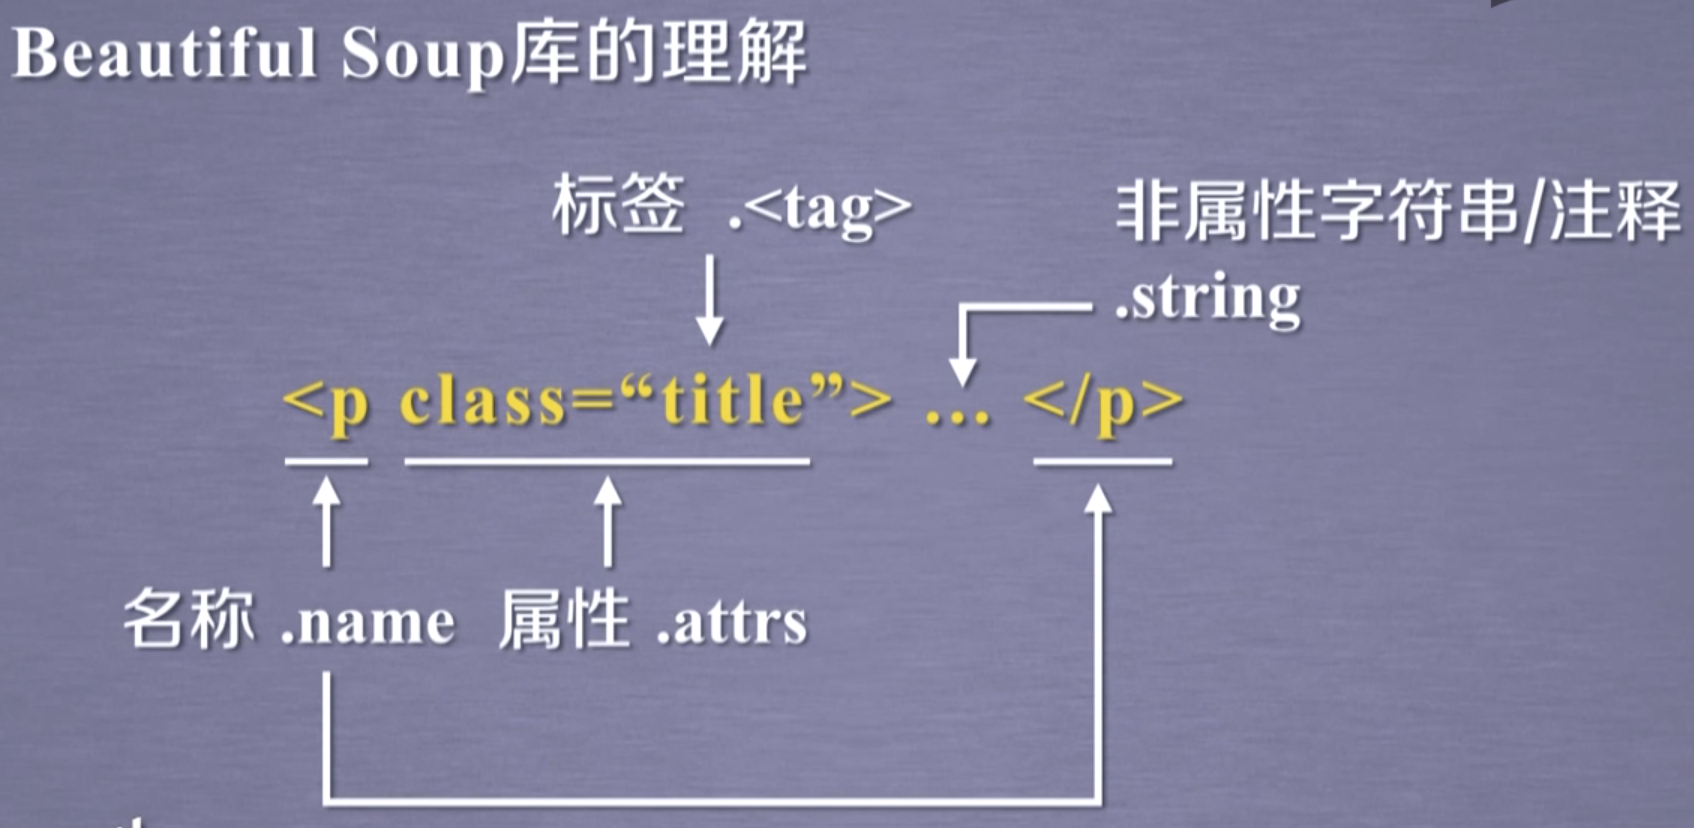 Beautiful Soup库的理解
标签 .<tag>
非属性字符串/注释
.string
<p class=“title”> ... </p>
名称 .name 属性 .attrs